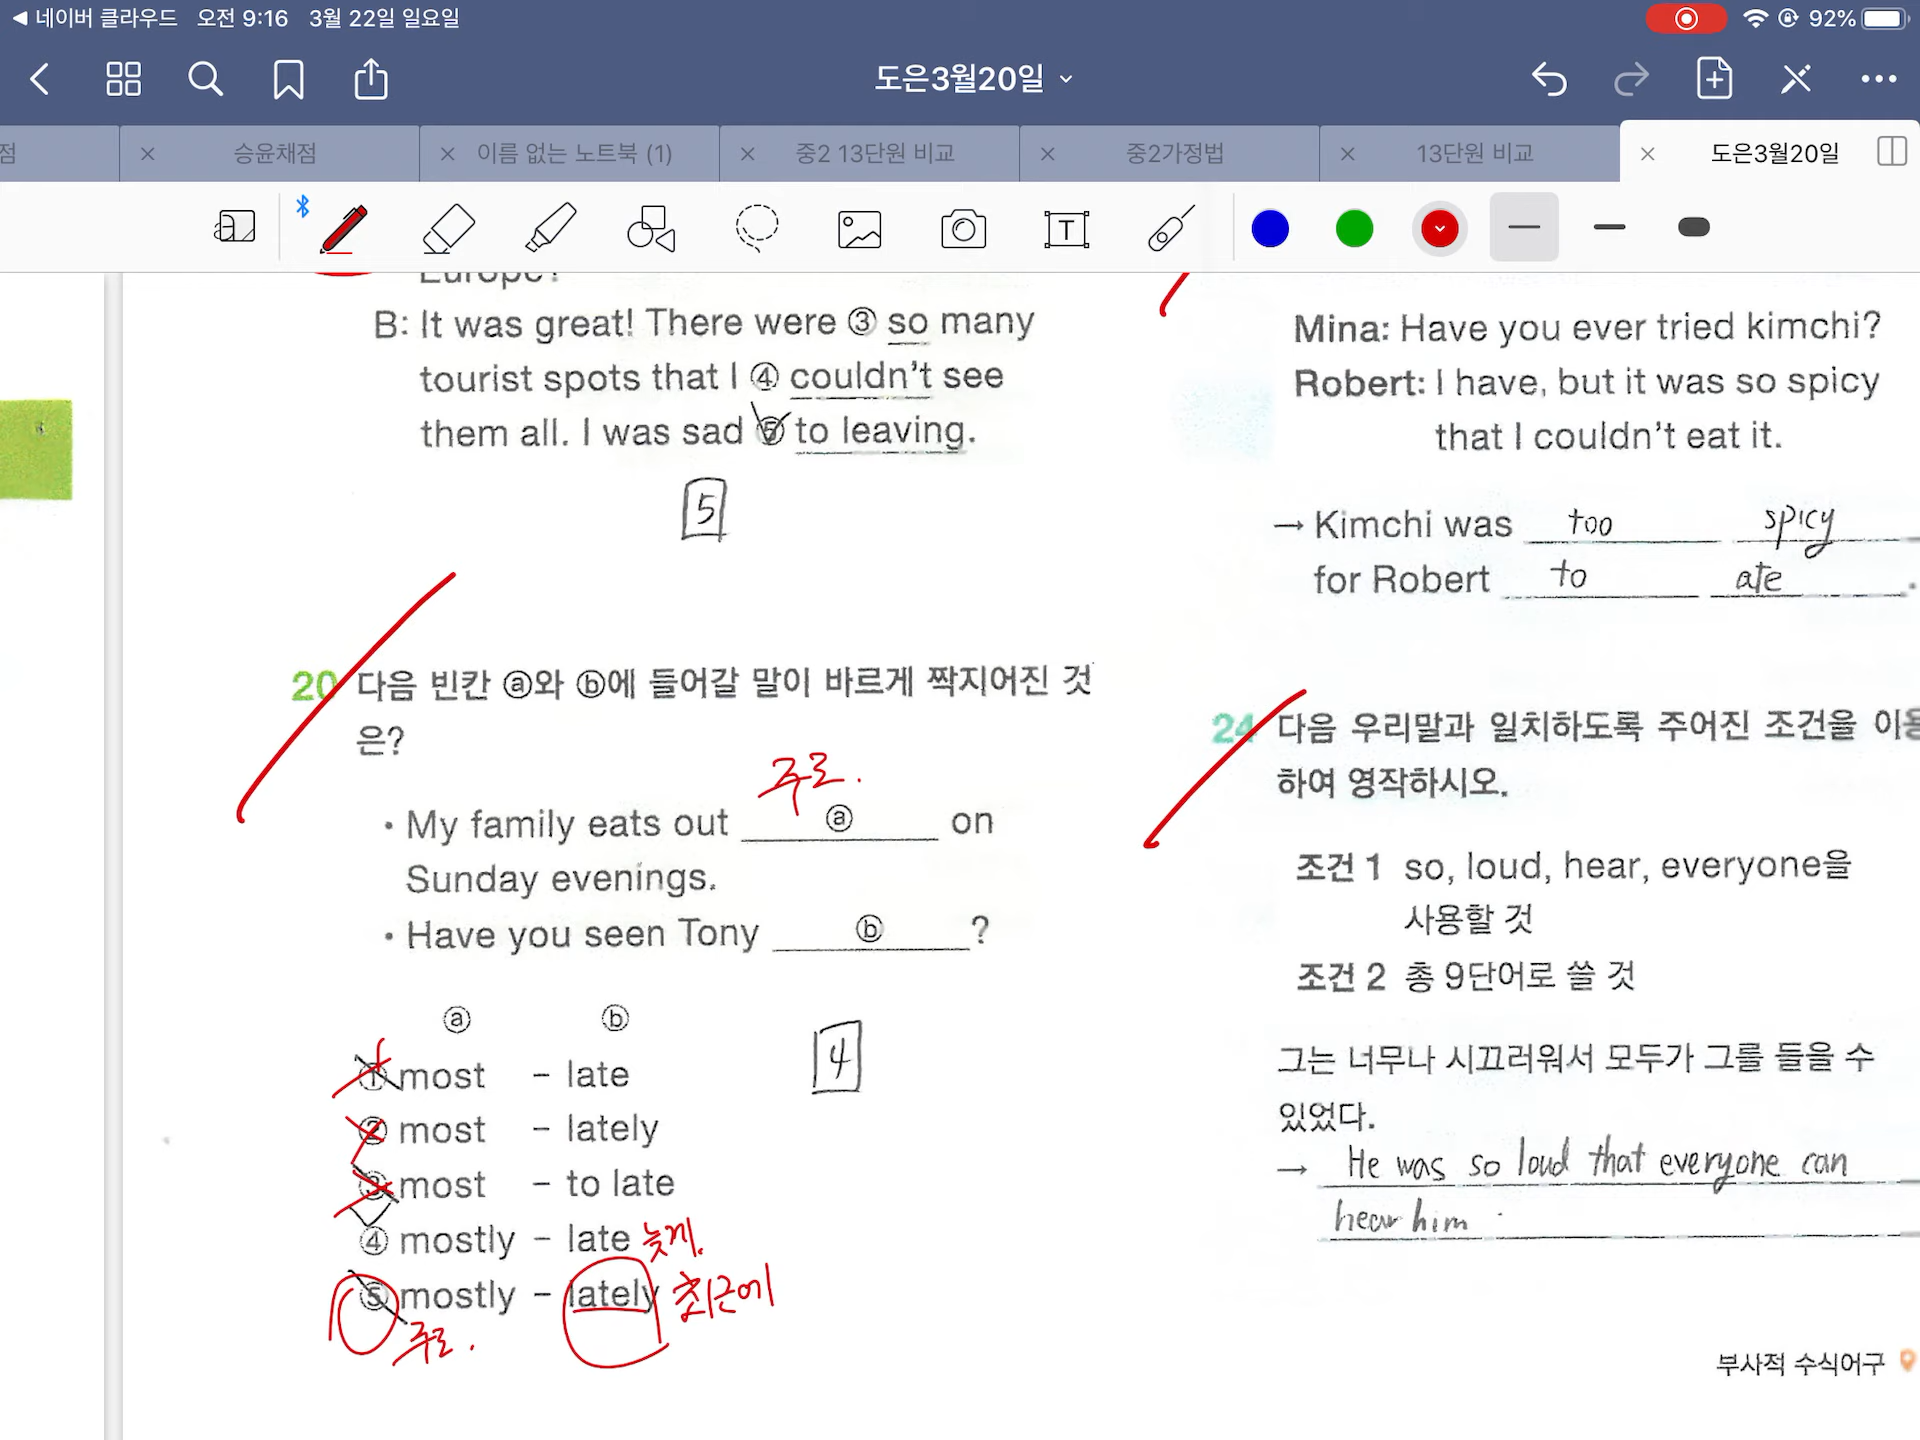 네이버 클라우드 오전 9:16 3월 22일 일요일
92%
도은3월20일
점
승윤채점
이름 없는 노트북 (1)
중2 13단원 비교
중2가정법
13단원 비교
도은3월20일
Europe?
B: It was great! There were ③ so many
tourist spots that I ④ couldn't see
them all. I was sad ⑤ to leaving.
5
20 다음 빈칸 ⓐ와 ⓑ에 들어갈 말이 바르게 짝지어진 것
은?
주로.
• My family eats out ⓐ on
Sunday evenings.
• Have you seen Tony ⓑ ?
ⓐ ⓑ
① most – late
② most – lately
③ most – to late
④ mostly – late 늦게.
⑤ mostly – lately 최근에
주로.
4
Mina: Have you ever tried kimchi?
Robert: I have, but it was so spicy
that I couldn't eat it.
→ Kimchi was too spicy
for Robert to ate .
24 다음 우리말과 일치하도록 주어진 조건을 이용
하여 영작하시오.
조건 1 so, loud, hear, everyone을
사용할 것
조건 2 총 9단어로 쓸 것
그는 너무나 시끄러워서 모두가 그를 들을 수
있었다.
→ He was so loud that everyone can
hear him .
부사적 수식어구